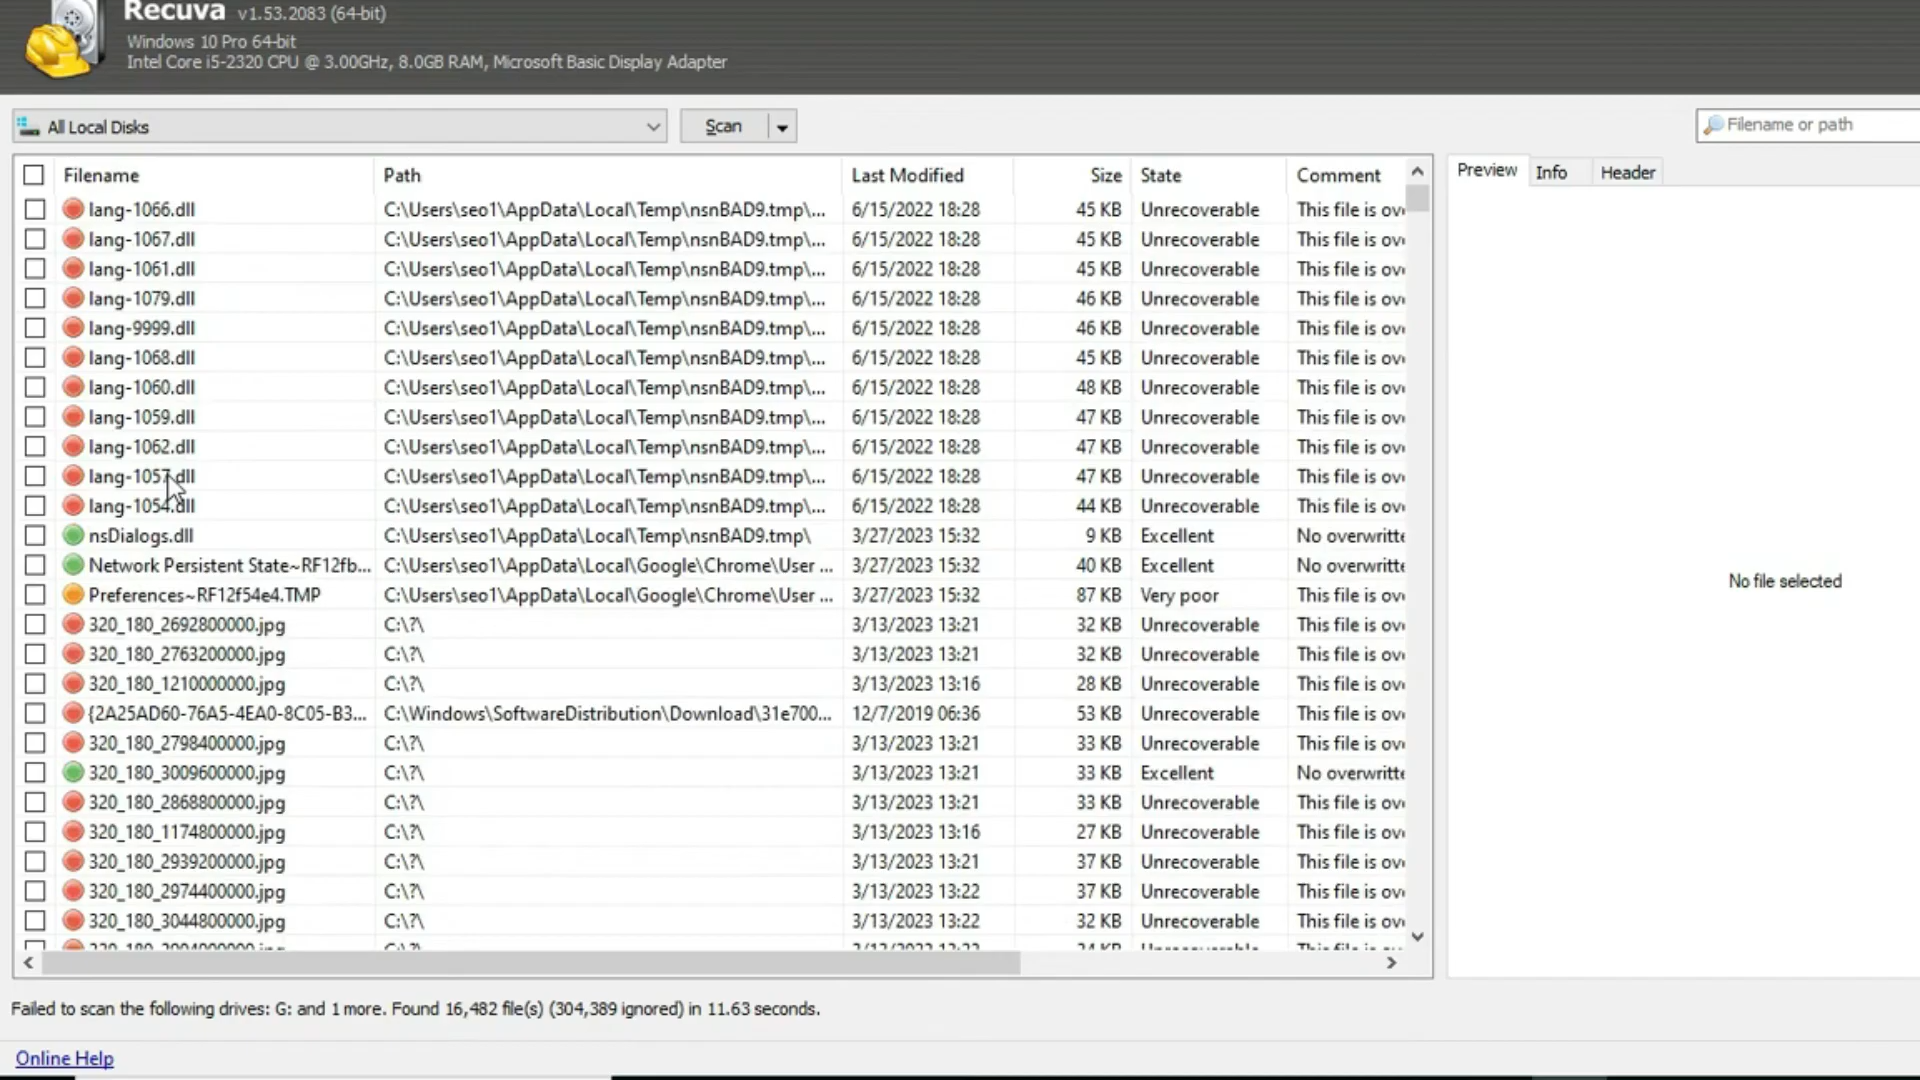 Recuva v1.53.2083 (64-bit)
Windows 10 Pro 64-bit
Intel Core i5-2320 CPU @ 3.00GHz, 8.0GB RAM, Microsoft Basic Display Adapter
All Local Disks Scan Filename or path
Filename Path Last Modified Size State Comment Preview Info Header
lang-1066.dll C:\Users\seo1\AppData\Local\Temp\nsnBAD9.tmp\... 6/15/2022 18:28 45 KB Unrecoverable This file is ov
lang-1067.dll C:\Users\seo1\AppData\Local\Temp\nsnBAD9.tmp\... 6/15/2022 18:28 45 KB Unrecoverable This file is ov
lang-1061.dll C:\Users\seo1\AppData\Local\Temp\nsnBAD9.tmp\... 6/15/2022 18:28 45 KB Unrecoverable This file is ov
lang-1079.dll C:\Users\seo1\AppData\Local\Temp\nsnBAD9.tmp\... 6/15/2022 18:28 46 KB Unrecoverable This file is ov
lang-9999.dll C:\Users\seo1\AppData\Local\Temp\nsnBAD9.tmp\... 6/15/2022 18:28 46 KB Unrecoverable This file is ov
lang-1068.dll C:\Users\seo1\AppData\Local\Temp\nsnBAD9.tmp\... 6/15/2022 18:28 45 KB Unrecoverable This file is ov
lang-1060.dll C:\Users\seo1\AppData\Local\Temp\nsnBAD9.tmp\... 6/15/2022 18:28 48 KB Unrecoverable This file is ov
lang-1059.dll C:\Users\seo1\AppData\Local\Temp\nsnBAD9.tmp\... 6/15/2022 18:28 47 KB Unrecoverable This file is ov
lang-1062.dll C:\Users\seo1\AppData\Local\Temp\nsnBAD9.tmp\... 6/15/2022 18:28 47 KB Unrecoverable This file is ov
lang-1057.dll C:\Users\seo1\AppData\Local\Temp\nsnBAD9.tmp\... 6/15/2022 18:28 47 KB Unrecoverable This file is ov
lang-1054.dll C:\Users\seo1\AppData\Local\Temp\nsnBAD9.tmp\... 6/15/2022 18:28 44 KB Unrecoverable This file is ov
nsDialogs.dll C:\Users\seo1\AppData\Local\Temp\nsnBAD9.tmp\ 3/27/2023 15:32 9 KB Excellent No overwritte
Network Persistent State~RF12fb... C:\Users\seo1\AppData\Local\Google\Chrome\User ... 3/27/2023 15:32 40 KB Excellent No overwritte
No file selected
Preferences~RF12f54e4.TMP C:\Users\seo1\AppData\Local\Google\Chrome\User ... 3/27/2023 15:32 87 KB Very poor This file is ov
320_180_2692800000.jpg C:\?\ 3/13/2023 13:21 32 KB Unrecoverable This file is ov
320_180_2763200000.jpg C:\?\ 3/13/2023 13:21 32 KB Unrecoverable This file is ov
320_180_1210000000.jpg C:\?\ 3/13/2023 13:16 28 KB Unrecoverable This file is ov
{2A25AD60-76A5-4EA0-8C05-B3... C:\Windows\SoftwareDistribution\Download\31e700... 12/7/2019 06:36 53 KB Unrecoverable This file is ov
320_180_2798400000.jpg C:\?\ 3/13/2023 13:21 33 KB Unrecoverable This file is ov
320_180_3009600000.jpg C:\?\ 3/13/2023 13:21 33 KB Excellent No overwritte
320_180_2868800000.jpg C:\?\ 3/13/2023 13:21 33 KB Unrecoverable This file is ov
320_180_1174800000.jpg C:\?\ 3/13/2023 13:16 27 KB Unrecoverable This file is ov
320_180_2939200000.jpg C:\?\ 3/13/2023 13:21 37 KB Unrecoverable This file is ov
320_180_2974400000.jpg C:\?\ 3/13/2023 13:22 37 KB Unrecoverable This file is ov
320_180_3044800000.jpg C:\?\ 3/13/2023 13:22 32 KB Unrecoverable This file is ov
Failed to scan the following drives: G: and 1 more. Found 16,482 file(s) (304,389 ignored) in 11.63 seconds.
Online Help